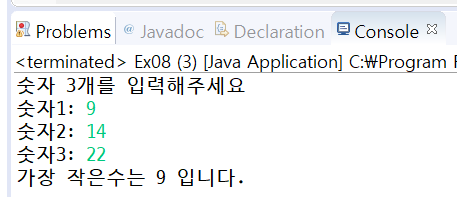 Problems @ Javadoc Declaration Console
<terminated> Ex08 (3) [Java Application] C:₩Program F
숫자 3개를 입력해주세요
숫자1: 9
숫자2: 14
숫자3: 22
가장 작은수는 9 입니다.